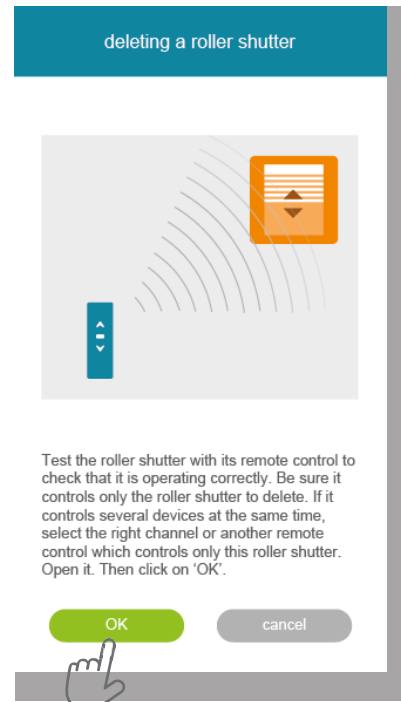 deleting a roller shutter
Test the roller shutter with its remote control to
check that it is operating correctly. Be sure it
controls only the roller shutter to delete. If it
controls several devices at the same time,
select the right channel or another remote
control which controls only this roller shutter.
Open it. Then click on ‘OK’.
OK
cancel